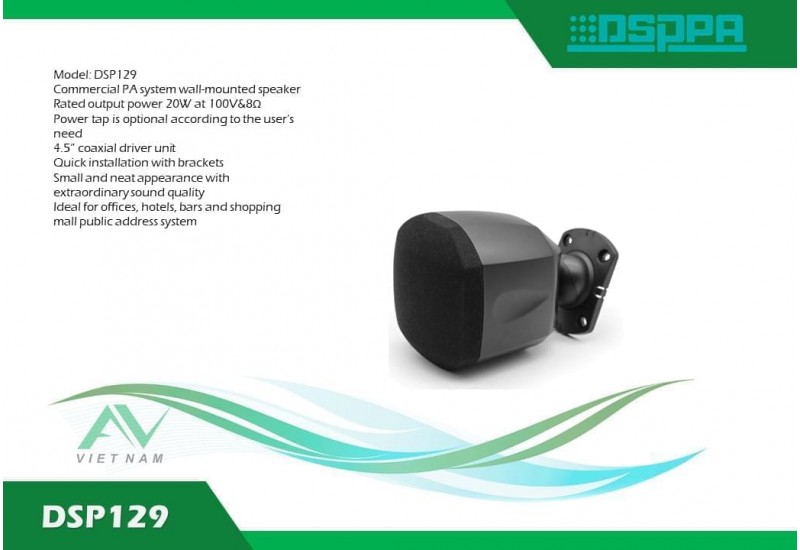 DSPPA
Model: DSP129
Commercial PA system wall-mounted speaker
Rated output power 20W at 100V&8Ω
Power tap is optional according to the user's
need
4.5" coaxial driver unit
Quick installation with brackets
Small and neat appearance with
extraordinary sound quality
Ideal for offices, hotels, bars and shopping
mall public address system
AV
VIETNAM
DSP129